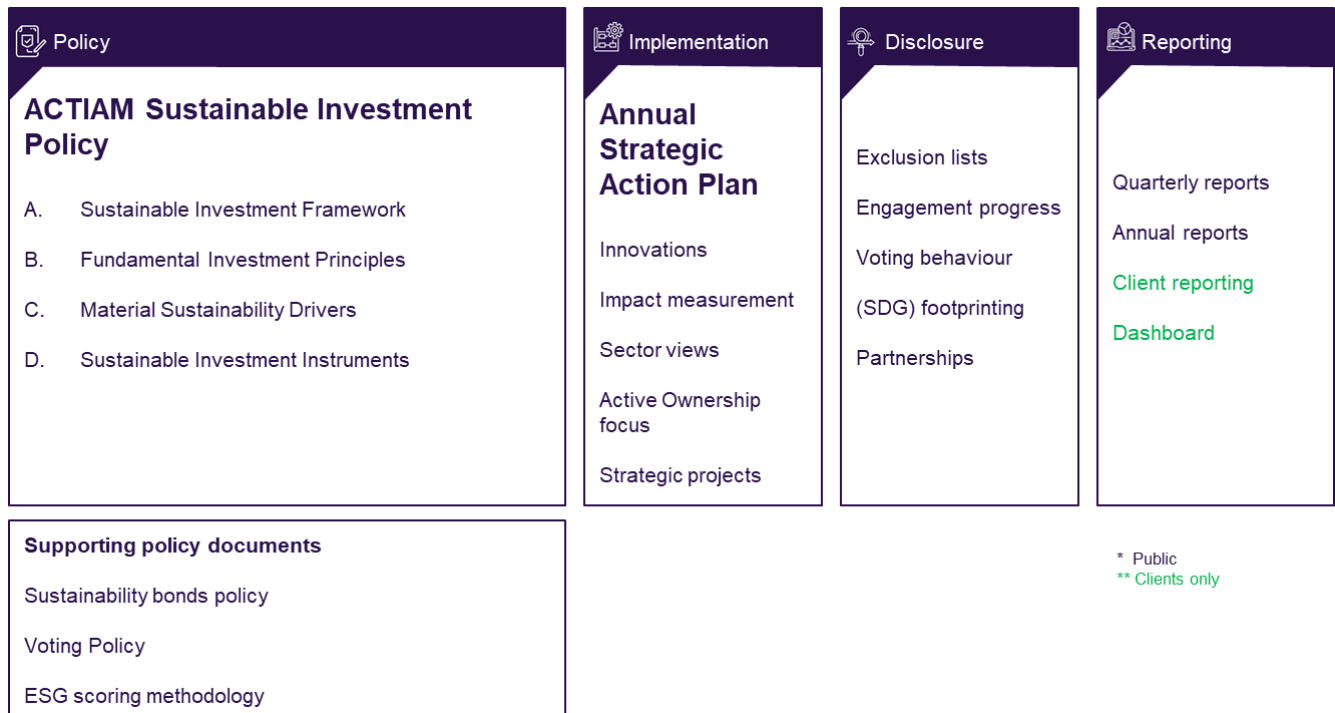 Policy
ACTIAM Sustainable Investment
Policy
A. Sustainable Investment Framework
B. Fundamental Investment Principles
C. Material Sustainability Drivers
D. Sustainable Investment Instruments
Implementation
Annual
Strategic
Action Plan
Innovations
Impact measurement
Sector views
Active Ownership
focus
Strategic projects
Disclosure
Exclusion lists
Engagement progress
Voting behaviour
(SDG) footprinting
Partnerships
Reporting
Quarterly reports
Annual reports
Client reporting
Dashboard
Supporting policy documents
Sustainability bonds policy
Voting Policy
ESG scoring methodology
* Public
** Clients only